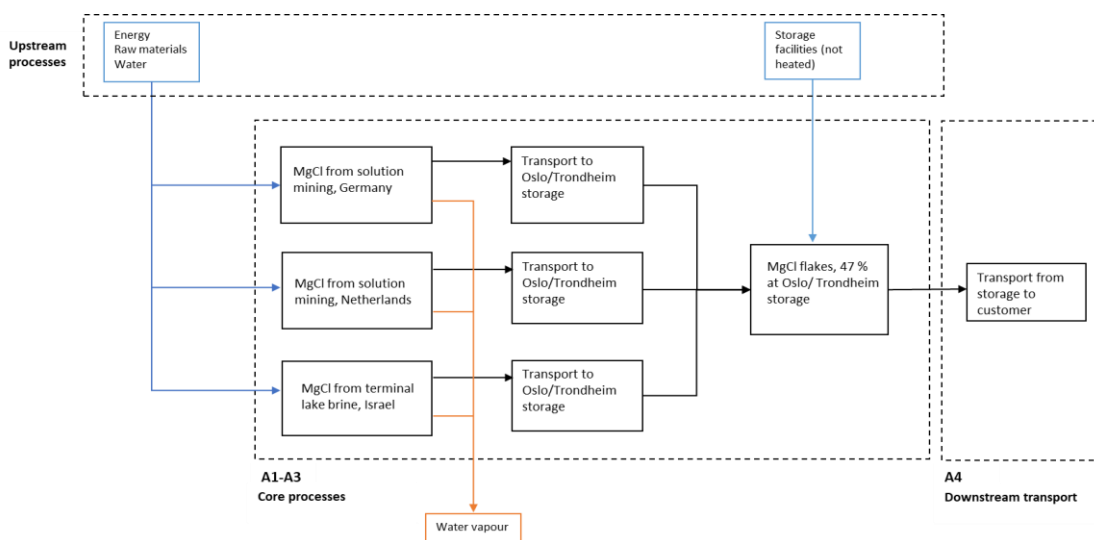 Upstream
processes
Energy
Raw materials
Water
Storage
facilities (not
heated)
MgCl from solution
mining, Germany
Transport to
Oslo/Trondheim
storage
MgCl from solution
mining, Netherlands
Transport to
Oslo/Trondheim
storage
MgCl flakes, 47 %
at Oslo/ Trondheim
storage
Transport from
storage to
customer
MgCl from terminal
lake brine, Israel
Transport to
Oslo/Trondheim
storage
A1-A3
Core processes
A4
Downstream transport
Water vapour